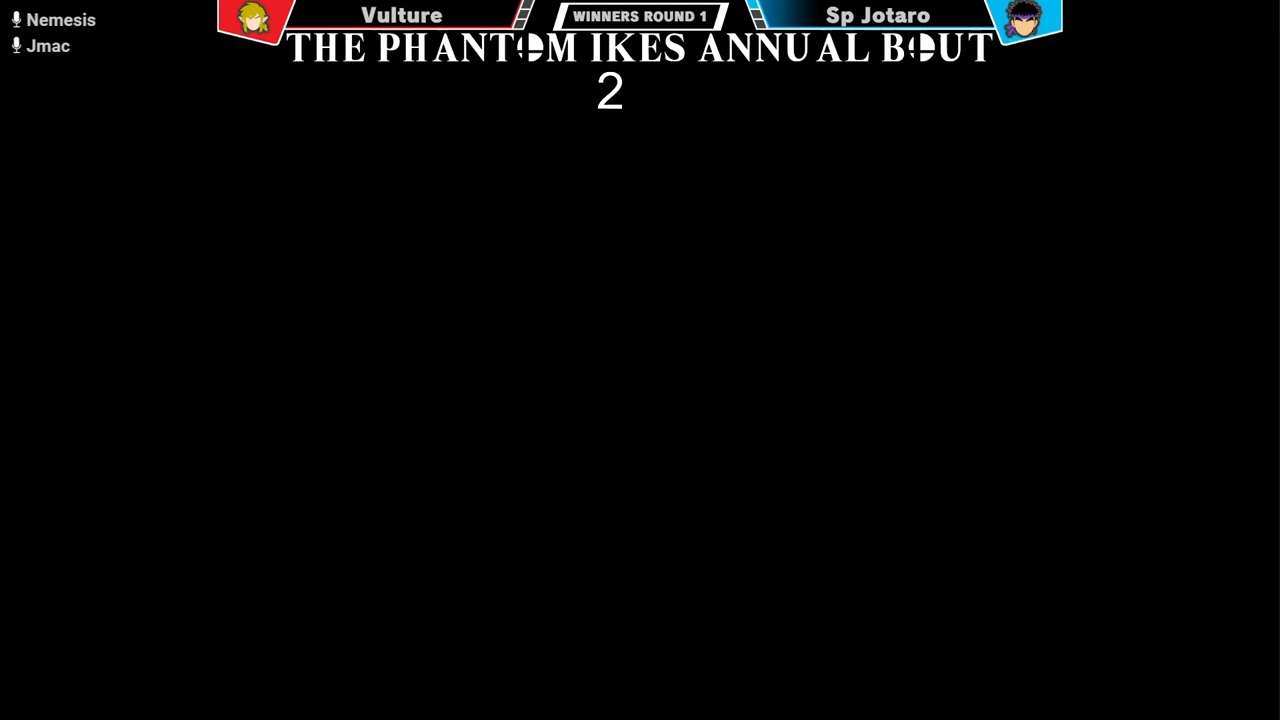 Nemesis
Jmac
Vulture
WINNERS ROUND 1
Sp Jotaro
THE PHANTOM IKES ANNUAL BOUT
2